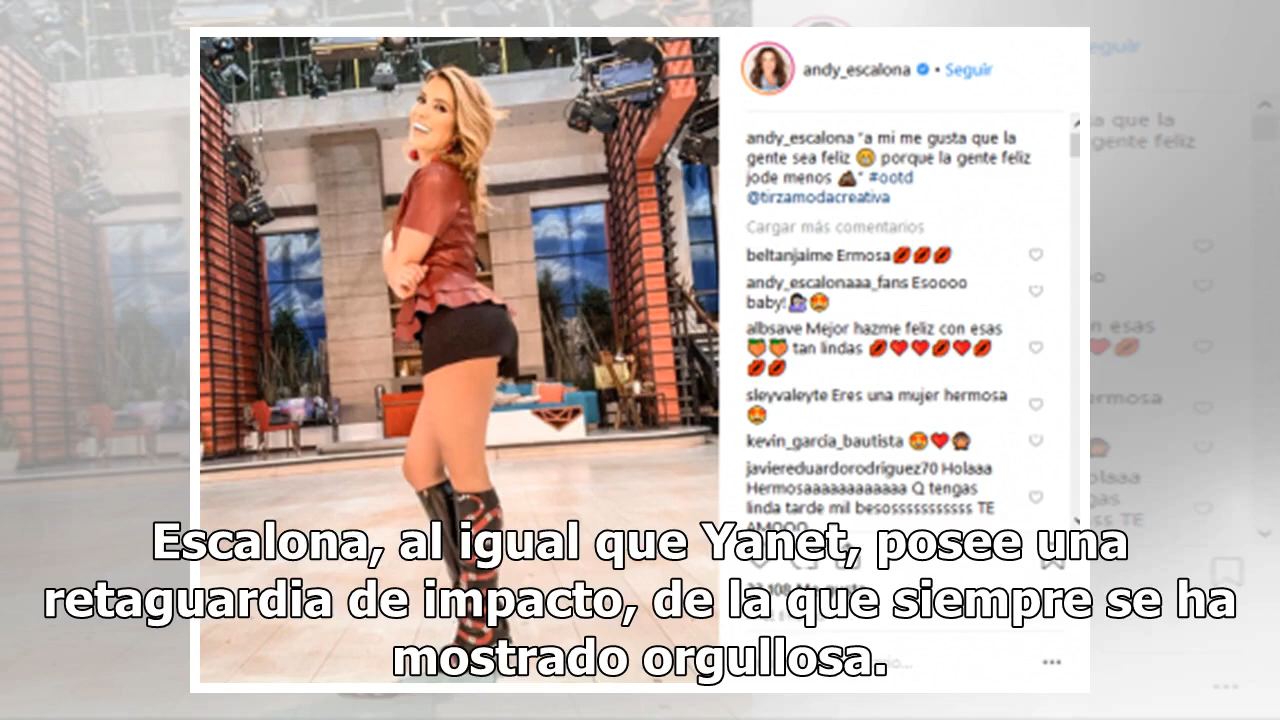 andy_escalona • Seguir
andy_escalona "a mi me gusta que la
gente sea feliz 😁 porque la gente feliz
jode menos 💩" #ootd
@tirzamodacreativa
Cargar más comentarios
beltanjaime Ermosa💋💋💋
andy_escalonaaa_fans Esoooo
baby!🤷🏻‍♀️😍
albsave Mejor hazme feliz con esas
🍑🍑 tan lindas 💋❤️❤️💋❤️💋
💋💋
sleyvaleyte Eres una mujer hermosa
😍
kevin_garcia_bautista 😍❤️🙈
javiereduardorodriguez70 Holaaa
Hermosaaaaaaaaaaaa Q tengas
linda tarde mil besosssssssssss TE
AMOOO
Escalona, al igual que Yanet, posee una
retaguardia de impacto, de la que siempre se ha
mostrado orgullosa.